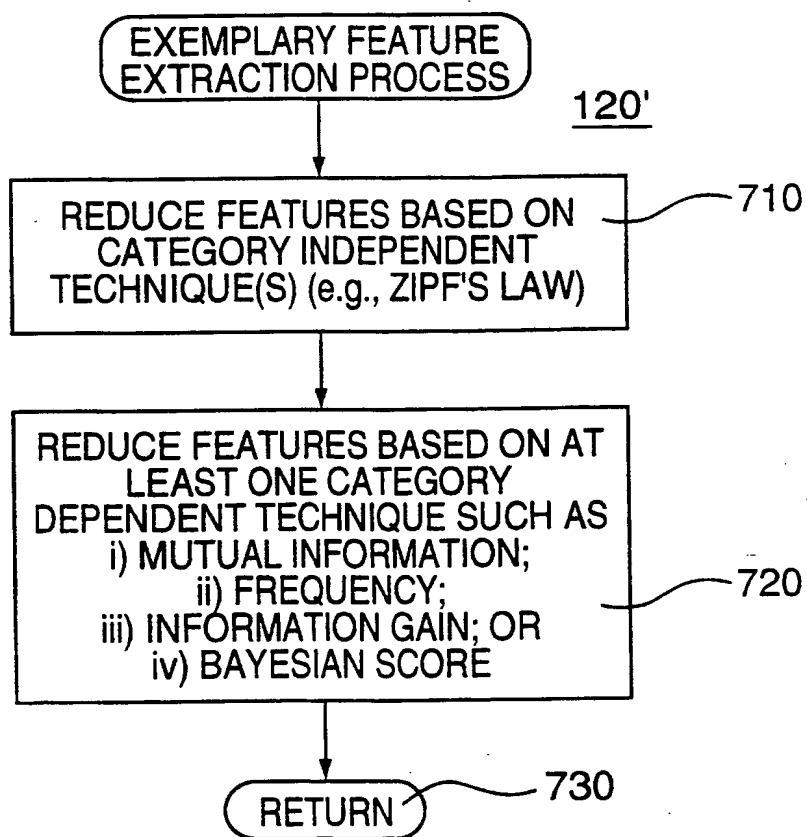 EXEMPLARY FEATURE
EXTRACTION PROCESS
120'
REDUCE FEATURES BASED ON
CATEGORY INDEPENDENT
TECHNIQUE(S) (e.g., ZIPF'S LAW)
710
REDUCE FEATURES BASED ON AT
LEAST ONE CATEGORY
DEPENDENT TECHNIQUE SUCH AS
i) MUTUAL INFORMATION;
ii) FREQUENCY;
iii) INFORMATION GAIN; OR
iv) BAYESIAN SCORE
720
RETURN
730